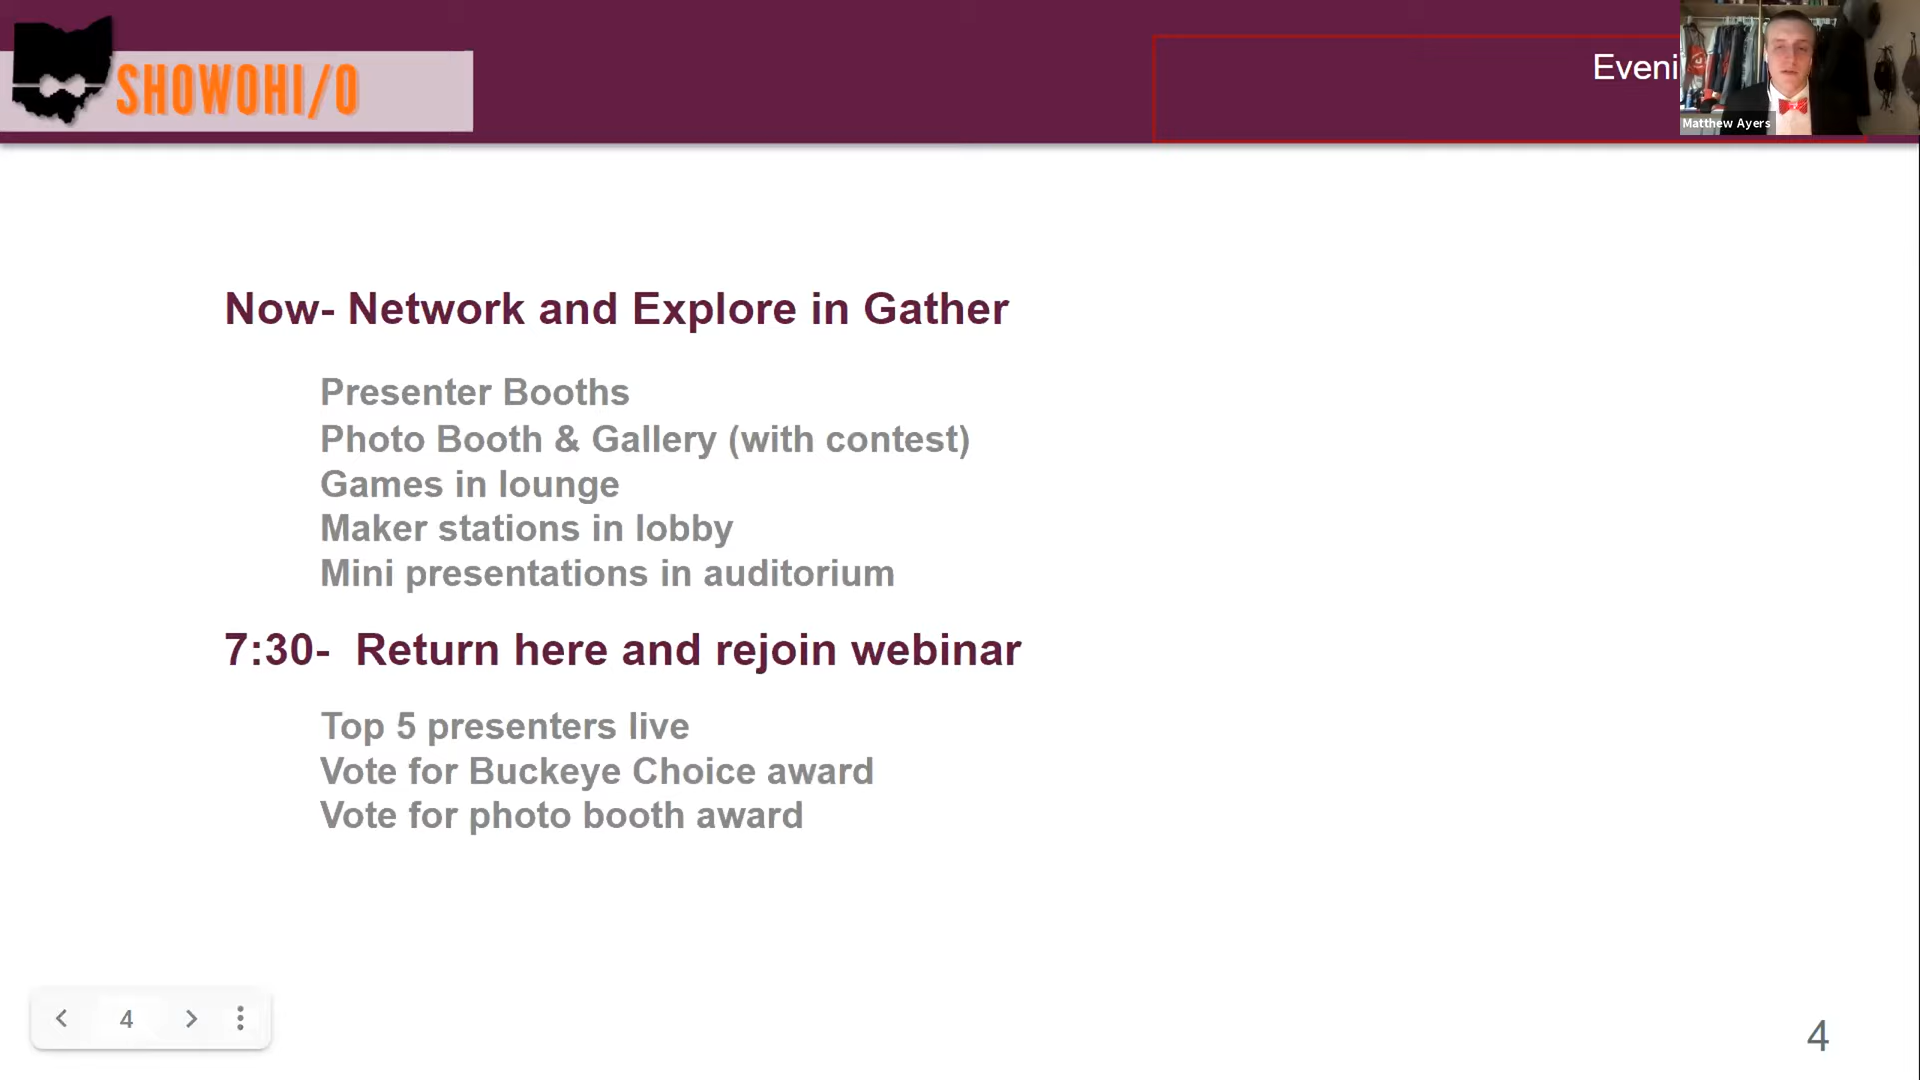 SHOWOHI/O
Eveni
Matthew Ayers
Now- Network and Explore in Gather
Presenter Booths
Photo Booth & Gallery (with contest)
Games in lounge
Maker stations in lobby
Mini presentations in auditorium
7:30- Return here and rejoin webinar
Top 5 presenters live
Vote for Buckeye Choice award
Vote for photo booth award
4
4